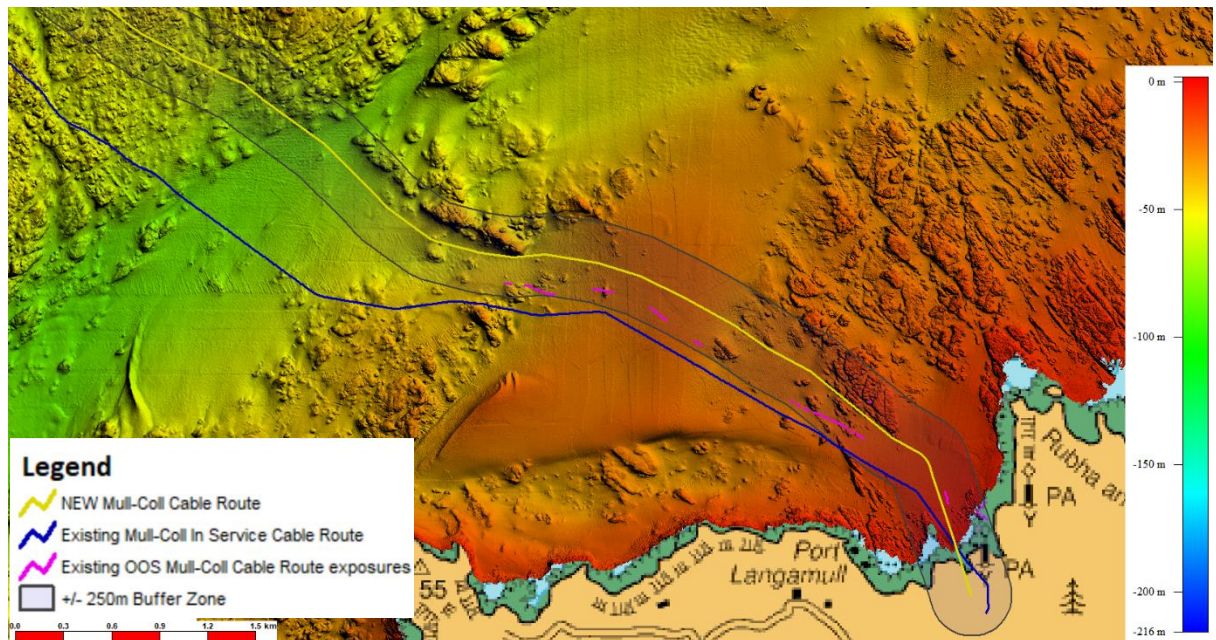 0 m
-50 m
-100 m
-150 m
-200 m
-216 m
Rubha an
PA
PA
Port
Langamull
55
Legend
NEW Mull-Coll Cable Route
Existing Mull-Coll In Service Cable Route
Existing OOS Mull-Coll Cable Route exposures
+/- 250m Buffer Zone
0.0 0.3 0.6 0.9 1.2 1.5 km